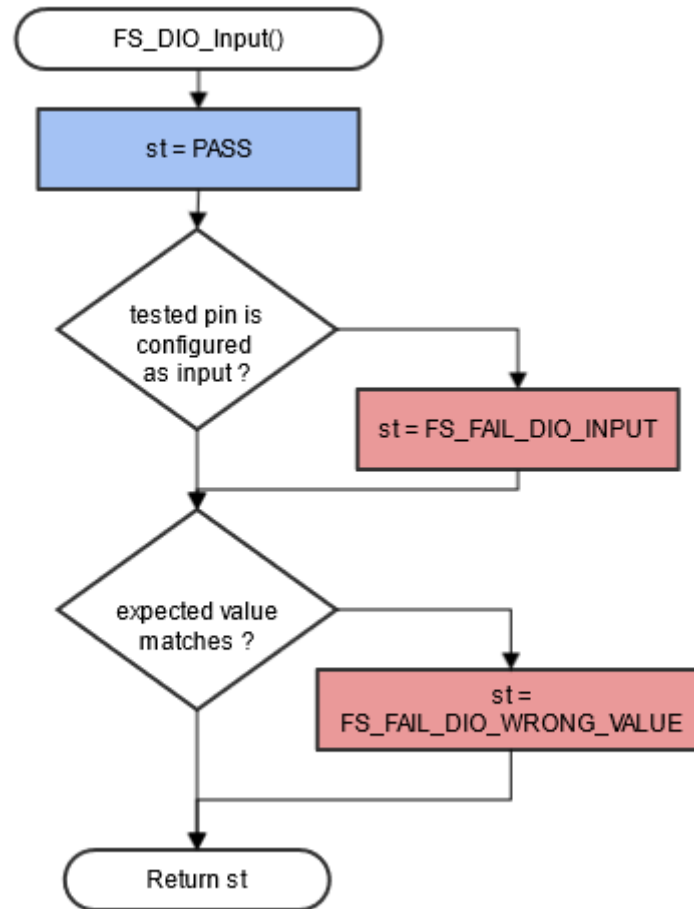 FS_DIO_Input()
st = PASS
tested pin is
configured
as input ?
st = FS_FAIL_DIO_INPUT
expected value
matches ?
st =
FS_FAIL_DIO_WRONG_VALUE
Return st